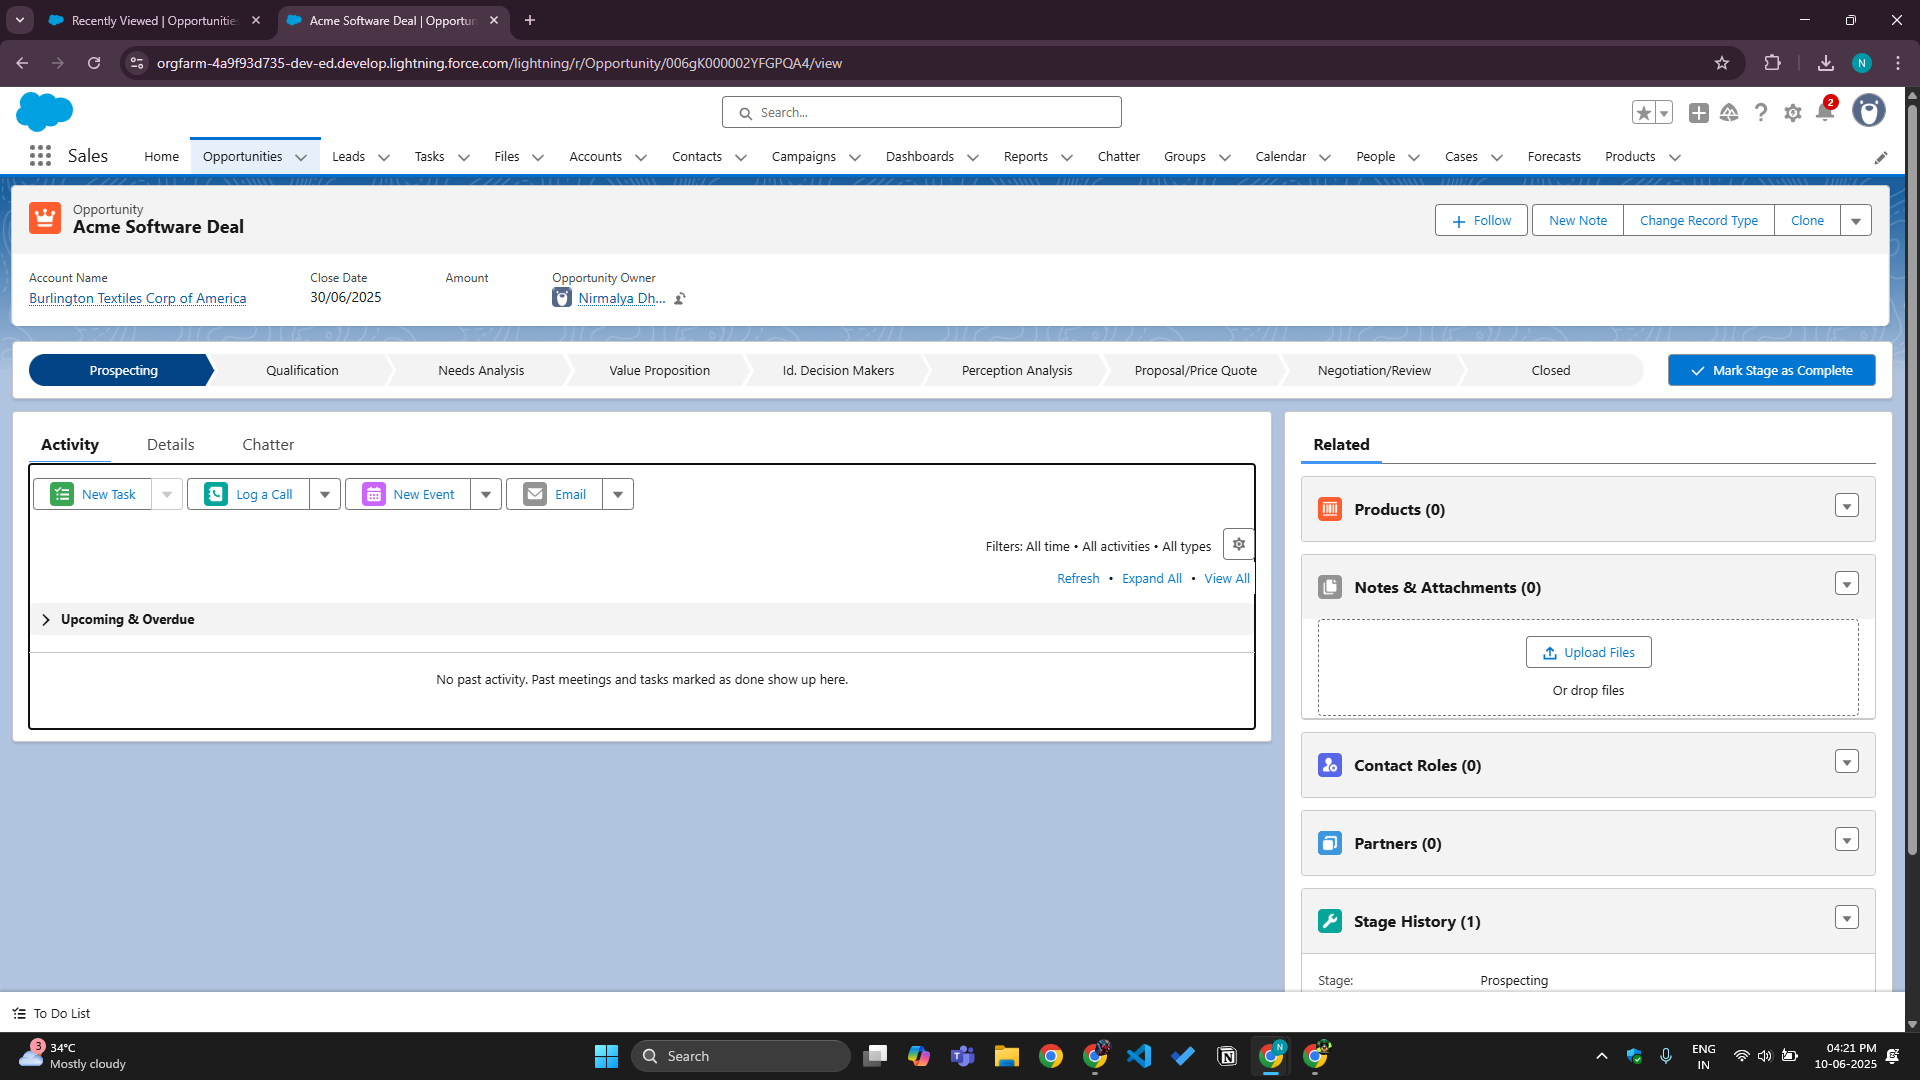 Recently Viewed | Opportunitie
Acme Software Deal | Opportun
orgfarm-4a9f93d735-dev-ed.develop.lightning.force.com/lightning/r/Opportunity/006gK000002YFGPQA4/view
N
Search...
2
Sales
Home
Opportunities
Leads
Tasks
Files
Accounts
Contacts
Campaigns
Dashboards
Reports
Chatter
Groups
Calendar
People
Cases
Forecasts
Products
Opportunity
Acme Software Deal
Follow
New Note
Change Record Type
Clone
Account Name
Burlington Textiles Corp of America
Close Date
30/06/2025
Amount
Opportunity Owner
Nirmalya Dh...
Prospecting
Qualification
Needs Analysis
Value Proposition
Id. Decision Makers
Perception Analysis
Proposal/Price Quote
Negotiation/Review
Closed
Mark Stage as Complete
Activity
Details
Chatter
New Task
Log a Call
New Event
Email
Filters: All time • All activities • All types
Refresh • Expand All • View All
Upcoming & Overdue
No past activity. Past meetings and tasks marked as done show up here.
Related
Products (0)
Notes & Attachments (0)
Upload Files
Or drop files
Contact Roles (0)
Partners (0)
Stage History (1)
Stage:
Prospecting
To Do List
3
34°C
Mostly cloudy
Search
N
ENG
IN
04:21 PM
10-06-2025